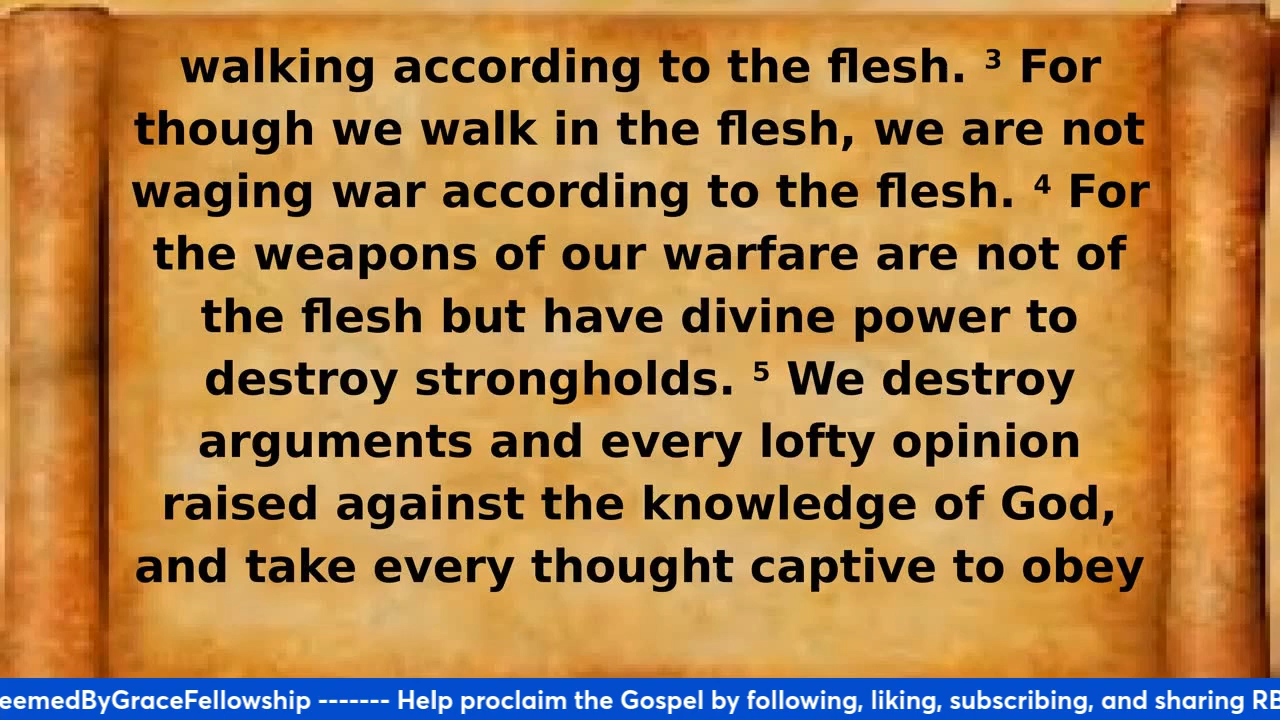 walking according to the flesh. ³ For
though we walk in the flesh, we are not
waging war according to the flesh. ⁴ For
the weapons of our warfare are not of
the flesh but have divine power to
destroy strongholds. ⁵ We destroy
arguments and every lofty opinion
raised against the knowledge of God,
and take every thought captive to obey
eemedByGraceFellowship ------- Help proclaim the Gospel by following, liking, subscribing, and sharing